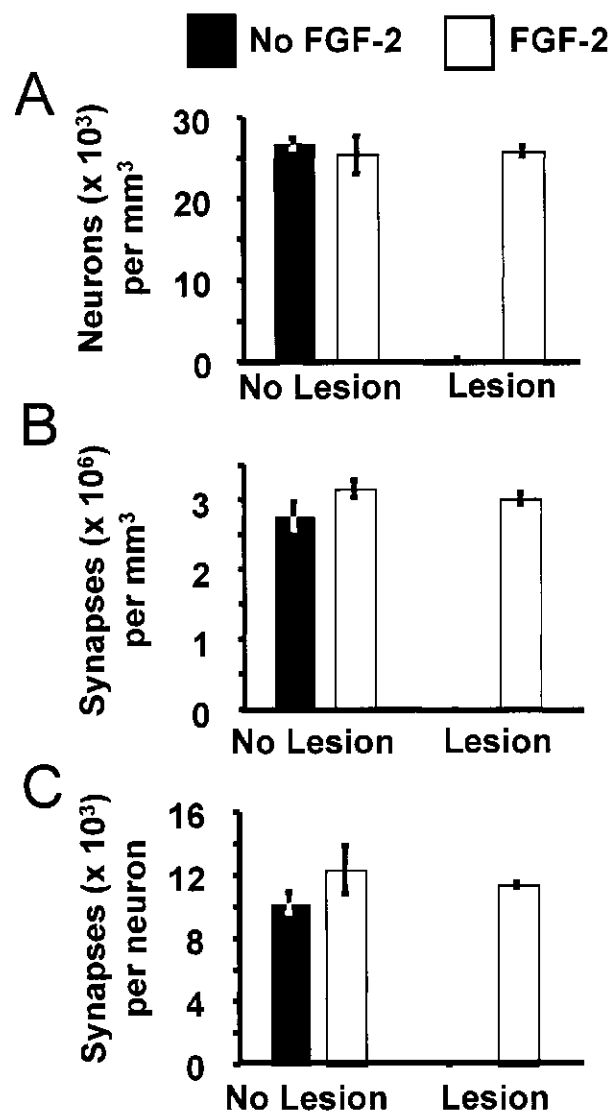 No FGF-2 FGF-2
A
Neurons (x 10³)
per mm³
30
20
10
0
No Lesion Lesion
B
Synapses (x 10⁶)
per mm³
3
2
1
0
No Lesion Lesion
C
Synapses (x 10³)
per neuron
16
12
8
4
0
No Lesion Lesion